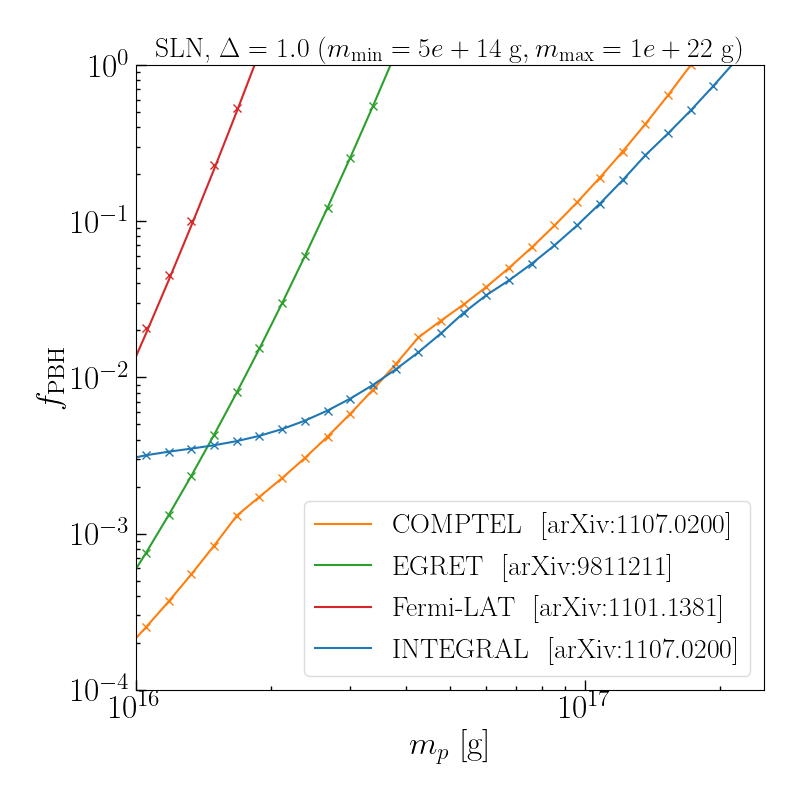 SLN, Δ = 1.0 (m_min = 5e + 14 g, m_max = 1e + 22 g)
10^0
10^−1
10^−2
10^−3
10^−4
f_PBH
COMPTEL [arXiv:1107.0200]
EGRET [arXiv:9811211]
Fermi-LAT [arXiv:1101.1381]
INTEGRAL [arXiv:1107.0200]
10^16 10^17
m_p [g]